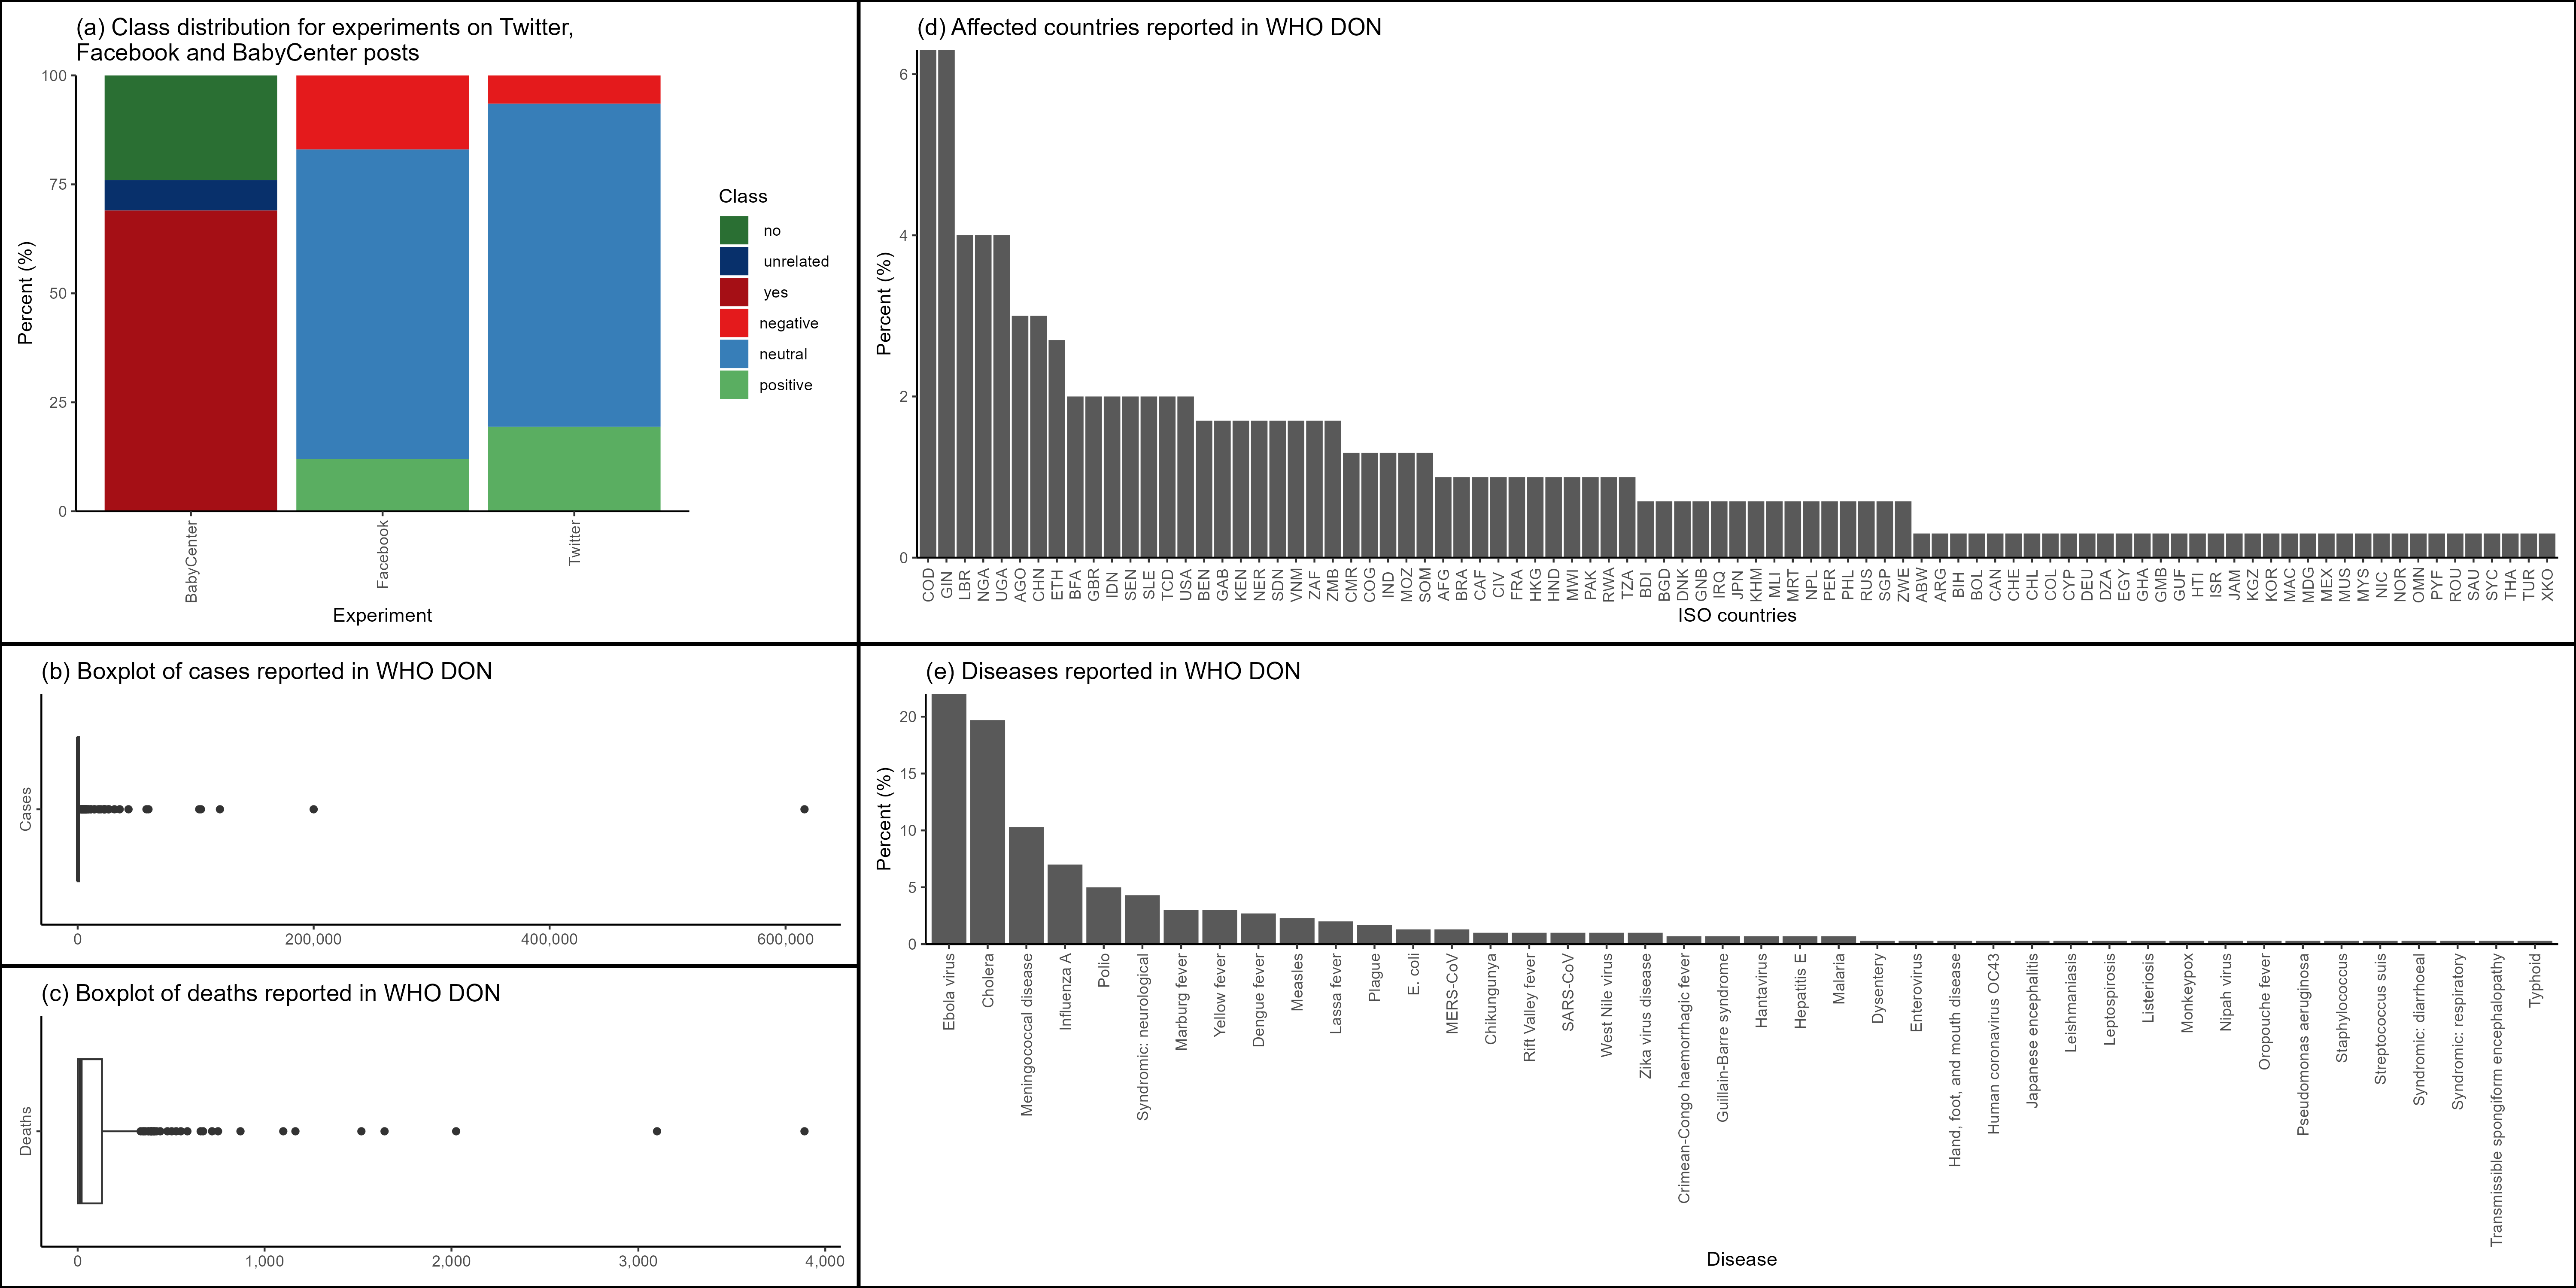 (a) Class distribution for experiments on Twitter,
Facebook and BabyCenter posts
Percent (%)
100
75
50
25
0
BabyCenter
Facebook
Twitter
Experiment
Class
no
unrelated
yes
negative
neutral
positive
(b) Boxplot of cases reported in WHO DON
Cases
0 200,000 400,000 600,000
(c) Boxplot of deaths reported in WHO DON
Deaths
0 1,000 2,000 3,000 4,000
(d) Affected countries reported in WHO DON
Percent (%)
6
4
2
0
COD
GIN
LBR
NGA
UGA
AGO
CHN
ETH
BFA
GBR
IDN
SEN
SLE
TCD
USA
BEN
GAB
KEN
NER
SDN
VNM
ZAF
ZMB
CMR
COG
IND
MOZ
SOM
AFG
BRA
CAF
CIV
FRA
HKG
HND
MWI
PAK
RWA
TZA
BDI
BGD
DNK
GNB
IRQ
JPN
KHM
MLI
MRT
NPL
PER
PHL
RUS
SGP
ZWE
ABW
ARG
BIH
BOL
CAN
CHE
CHL
COL
CYP
DEU
DZA
EGY
GHA
GMB
GUF
HTI
ISR
JAM
KGZ
KOR
MAC
MDG
MEX
MUS
MYS
NIC
NOR
OMN
PYF
ROU
SAU
SYC
THA
TUR
XKO
ISO countries
(e) Diseases reported in WHO DON
Percent (%)
20
15
10
5
0
Ebola virus
Cholera
Meningococcal disease
Influenza A
Polio
Syndromic: neurological
Marburg fever
Yellow fever
Dengue fever
Measles
Lassa fever
Plague
E. coli
MERS-CoV
Chikungunya
Rift Valley fever
SARS-CoV
West Nile virus
Zika virus disease
Crimean-Congo haemorrhagic fever
Guillain-Barre syndrome
Hantavirus
Hepatitis E
Malaria
Dysentery
Enterovirus
Hand, foot, and mouth disease
Human coronavirus OC43
Japanese encephalitis
Leishmaniasis
Leptospirosis
Listeriosis
Monkeypox
Nipah virus
Oropouche fever
Pseudomonas aeruginosa
Staphylococcus
Streptococcus suis
Syndromic: diarrhoeal
Syndromic: respiratory
Transmissible spongiform encephalopathy
Typhoid
Disease